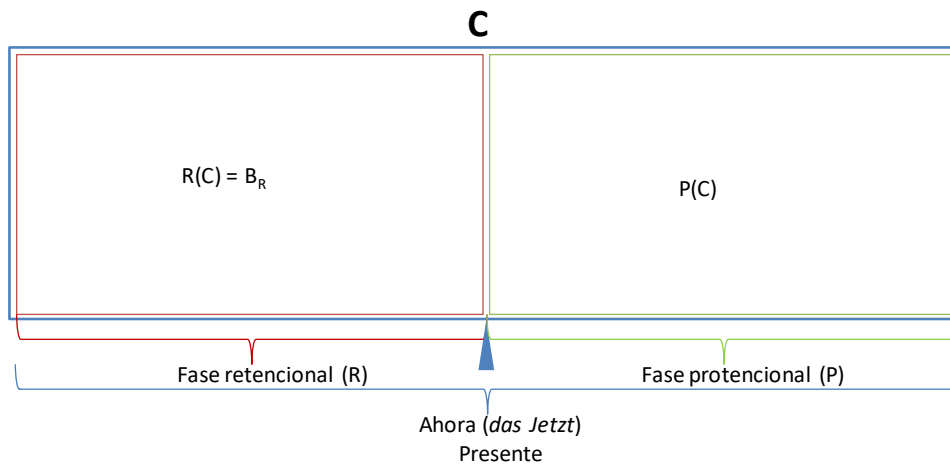 C
R(C) = B_R
P(C)
Fase retencional (R)
Fase protencional (P)
Ahora (das Jetzt)
Presente